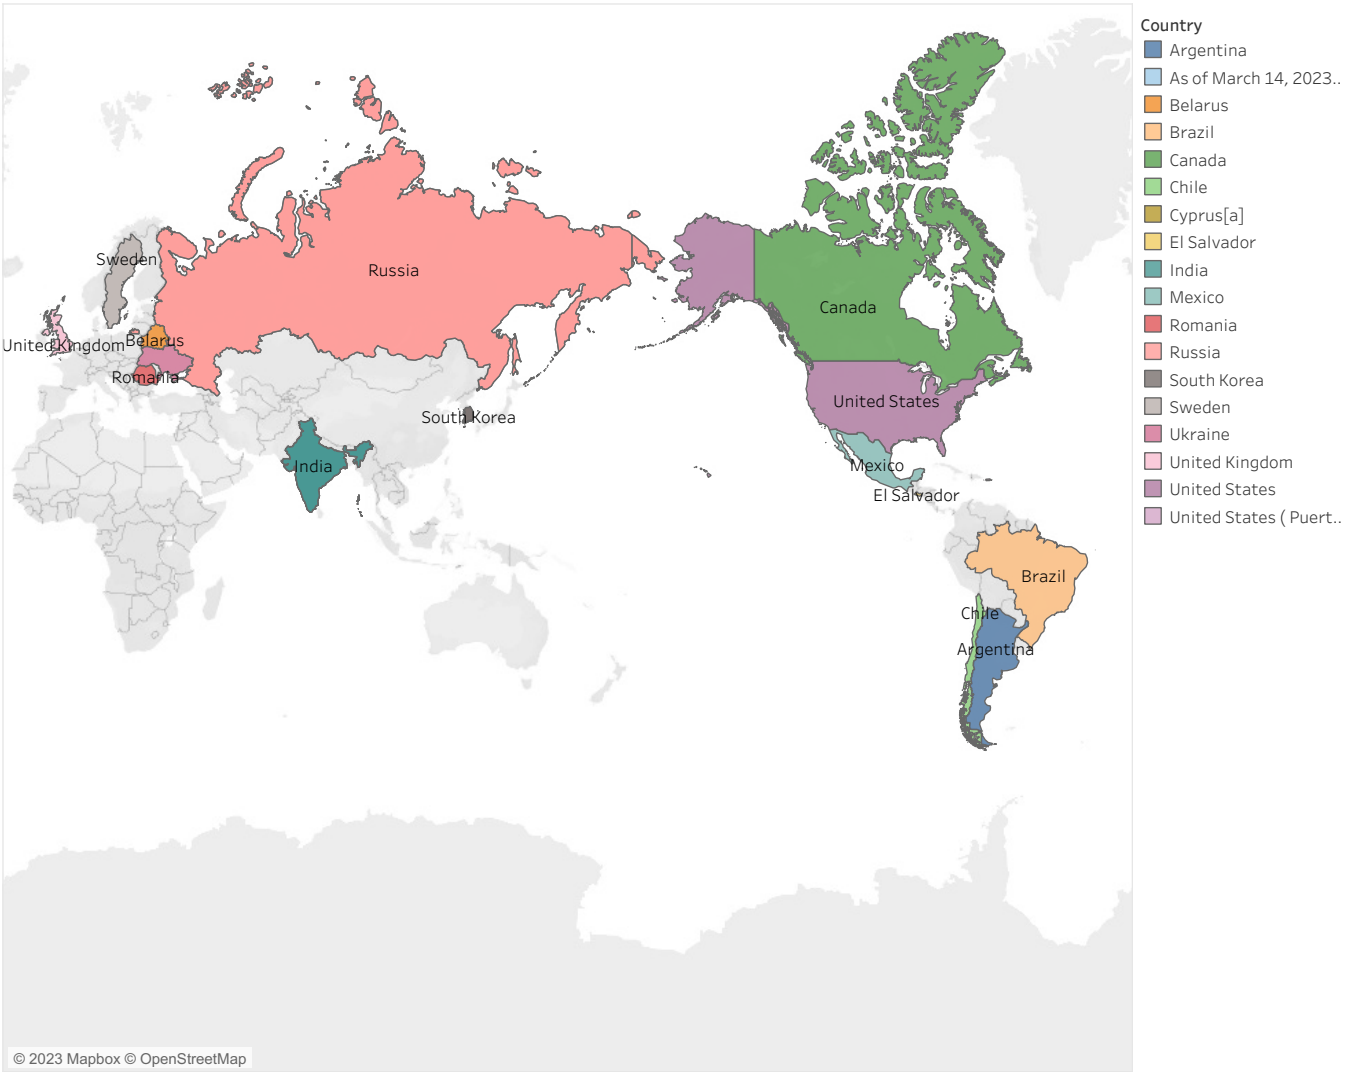 Country
Argentina
As of March 14, 2023..
Belarus
Brazil
Canada
Chile
Cyprus[a]
El Salvador
India
Mexico
Romania
Russia
South Korea
Sweden
Ukraine
United Kingdom
United States
United States ( Puert..
Sweden
Russia
Canada
United Kingdom
Belarus
Romania
United States
South Korea
India
Mexico
El Salvador
Brazil
Chile
Argentina
© 2023 Mapbox © OpenStreetMap